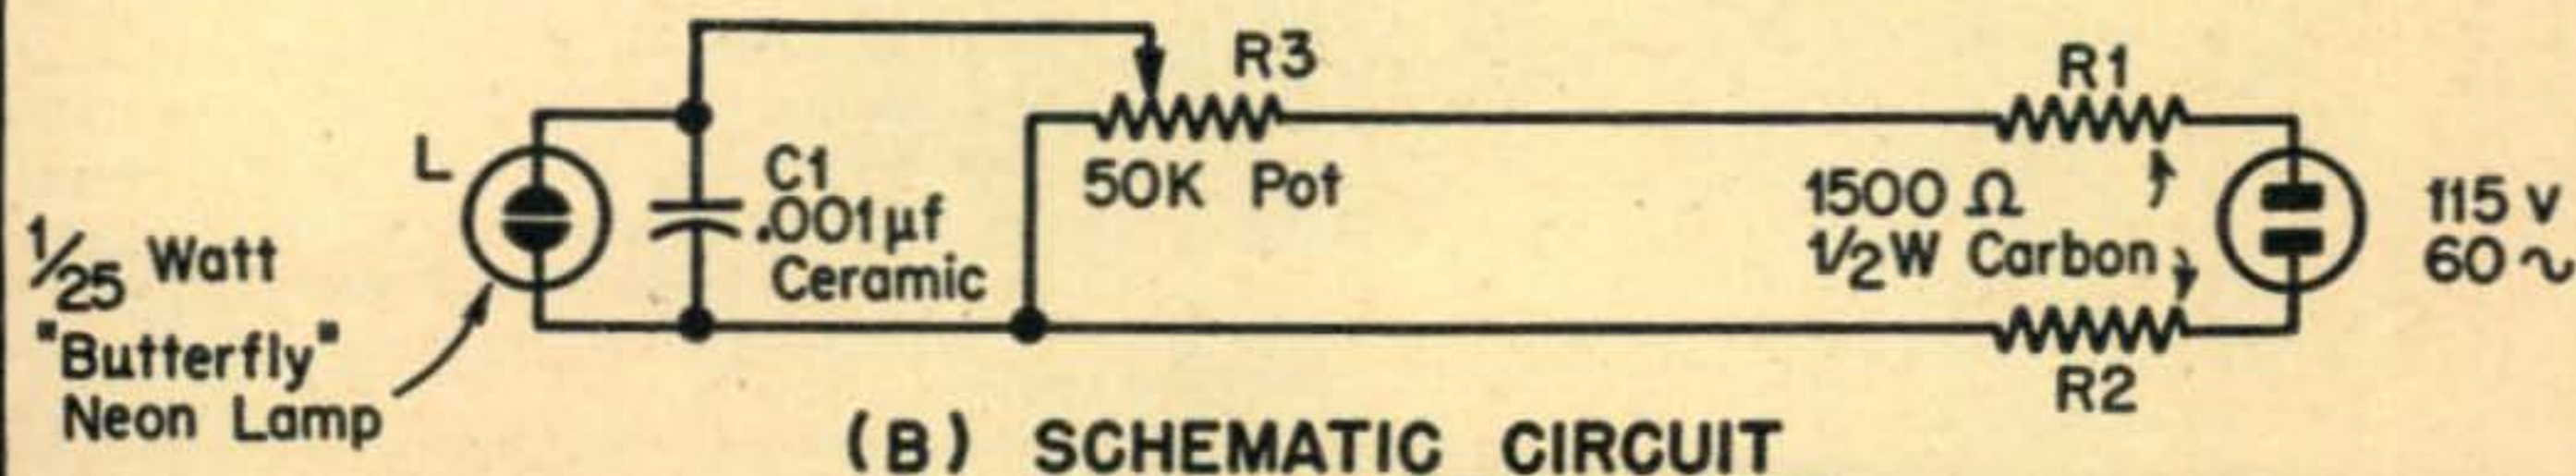 R3
R1
L
C1
.001µf
Ceramic
50K Pot
1500 Ω
1/2W Carbon
115 v
60 ~
1/25 Watt
"Butterfly"
Neon Lamp
R2
(B) SCHEMATIC CIRCUIT